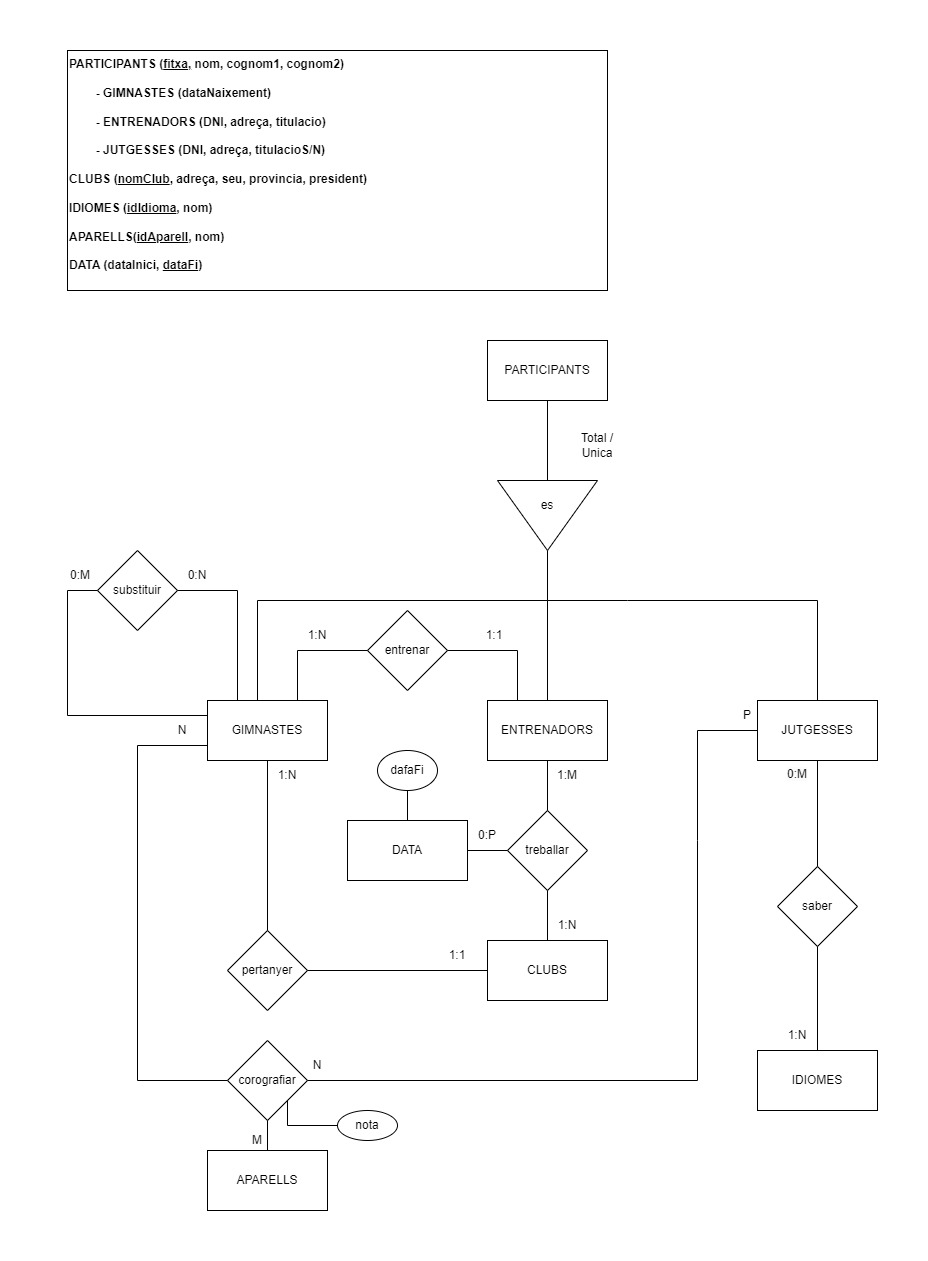 PARTICIPANTS (fitxa, nom, cognom1, cognom2)
- GIMNASTES (dataNaixement)
- ENTRENADORS (DNI, adreça, titulacio)
- JUTGESSES (DNI, adreça, titulacioS/N)
CLUBS (nomClub, adreça, seu, provincia, president)
IDIOMES (idIdioma, nom)
APARELLS(idAparell, nom)
DATA (dataInici, dataFi)
PARTICIPANTS
Total /
Unica
es
0:M
substituir
0:N
1:N
entrenar
1:1
GIMNASTES
ENTRENADORS
JUTGESSES
N
P
1:N
dafaFi
1:M
0:M
DATA
0:P
treballar
saber
1:N
pertanyer
1:1
CLUBS
1:N
corografiar
N
IDIOMES
nota
M
APARELLS